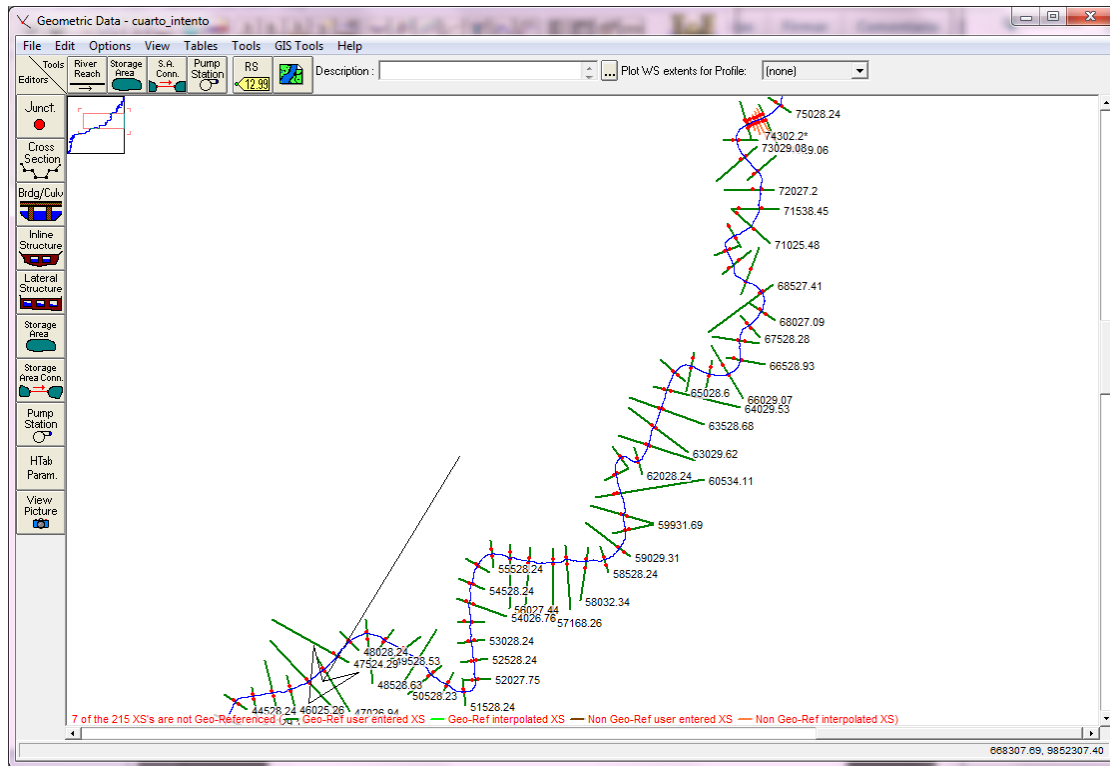 Geometric Data - cuarto_intento
File Edit Options View Tables Tools GIS Tools Help
Tools
Editors
River
Reach
Storage
Area
S.A.
Conn.
Pump
Station
RS
12.99
Description :
...
Plot WS extents for Profile:
(none)
Junct.
Cross
Section
Brdg/Culv
Inline
Structure
Lateral
Structure
Storage
Area
Storage
Area Conn.
Pump
Station
HTab
Param.
View
Picture
75028.24
74302.2*
73029.08
9.06
72027.2
71538.45
71025.48
68527.41
68027.09
67528.28
66528.93
66029.07
65028.6
64029.53
63528.68
63029.62
62028.24
60534.11
59931.69
59029.31
58528.24
58032.34
57168.26
55528.24
54528.24
56027.44
54026.76
53028.24
52528.24
52027.75
51528.24
48028.24
49528.53
47524.29
48528.63
50528.23
47026.94
46025.26
44528.24
7 of the 215 XS's are not Geo-Referenced ( — Geo-Ref user entered XS — Geo-Ref interpolated XS — Non Geo-Ref user entered XS — Non Geo-Ref interpolated XS)
668307.69, 9852307.40